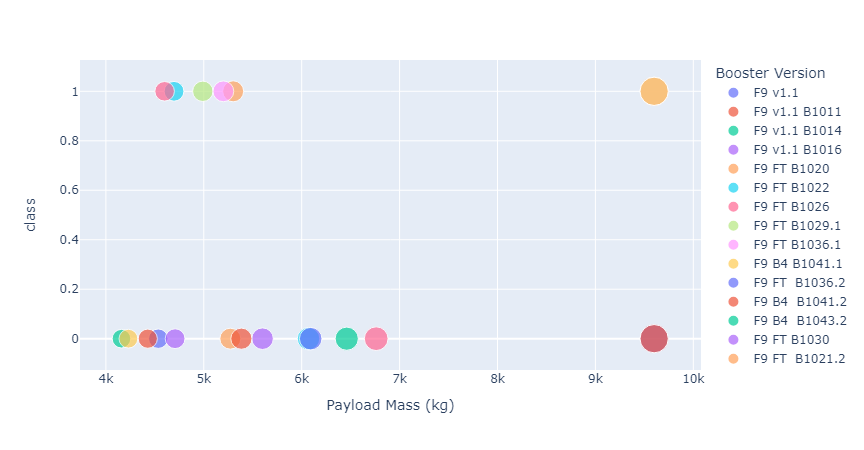 Booster Version
F9 v1.1
F9 v1.1 B1011
F9 v1.1 B1014
F9 v1.1 B1016
F9 FT B1020
F9 FT B1022
F9 FT B1026
F9 FT B1029.1
F9 FT B1036.1
F9 B4 B1041.1
F9 FT  B1036.2
F9 B4  B1041.2
F9 B4  B1043.2
F9 FT B1030
F9 FT  B1021.2
class
1
0.8
0.6
0.4
0.2
0
4k 5k 6k 7k 8k 9k 10k
Payload Mass (kg)